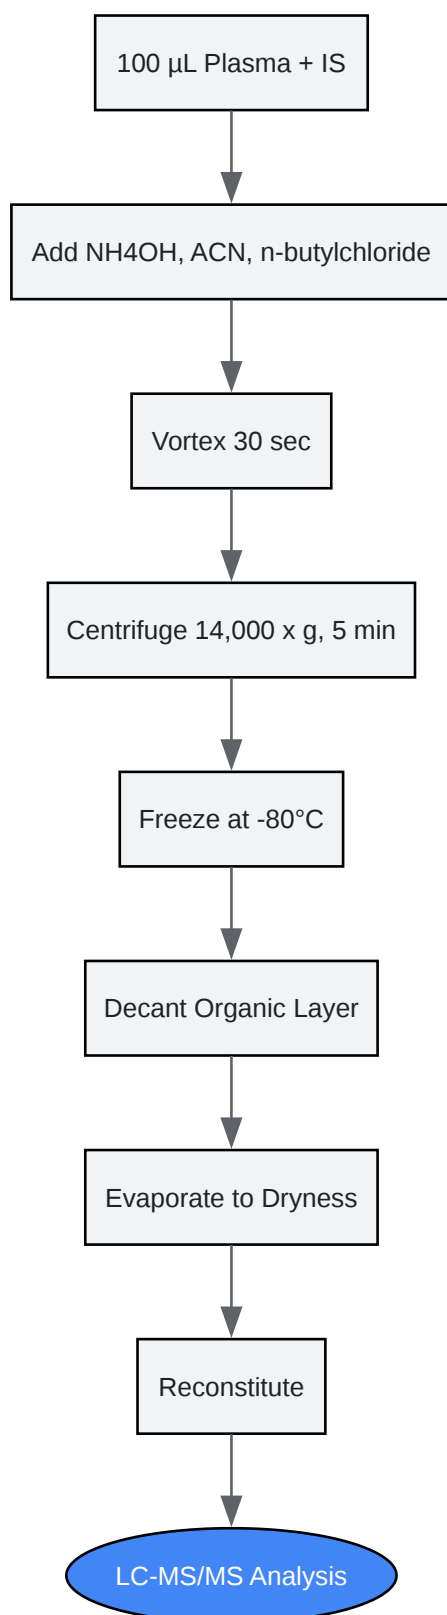 100 µL Plasma + IS
Add NH4OH, ACN, n-butylchloride
Vortex 30 sec
Centrifuge 14,000 x g, 5 min
Freeze at -80°C
Decant Organic Layer
Evaporate to Dryness
Reconstitute
LC-MS/MS Analysis